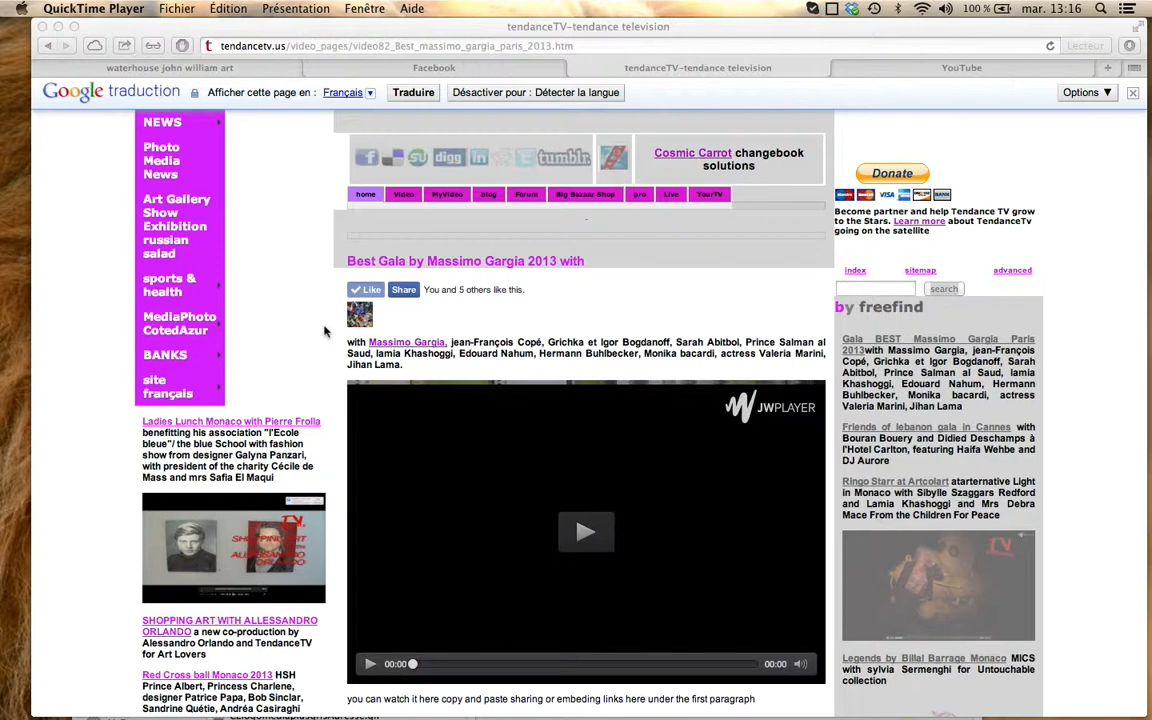 QuickTime Player Fichier Édition Présentation Fenêtre Aide 100 % mar. 13:16
tendanceTV-tendance television
tendancetv.us/video_pages/video82_Best_massimo_gargia_paris_2013.htm Lecteur
waterhouse john william art Facebook tendanceTV-tendance television YouTube
Google traduction Afficher cette page en : Français Traduire Désactiver pour : Détecter la langue Options ▼
NEWS
Photo
Media
News
Art Gallery
Show
Exhibition
russian
salad
sports &
health
MediaPhoto
CotedAzur
BANKS
site
français
Ladies Lunch Monaco with Pierre Frolla
benefitting his association "l'Ecole
bleue"/ the blue School with fashion
show from designer Galyna Panzari,
with president of the charity Cécile de
Mass and mrs Safia El Maqui
TV.
SHOPPING ART WITH
ALLESSANDRO
ORLANDO
SHOPPING ART WITH ALLESSANDRO
ORLANDO a new co-production by
Alessandro Orlando and TendanceTV
for Art Lovers
Red Cross ball Monaco 2013 HSH
Prince Albert, Princess Charlene,
designer Patrice Papa, Bob Sinclar,
Sandrine Quétie, Andréa Casiraghi
digg in tumblr.
Cosmic Carrot changebook
solutions
home Video MyVideo blog Forum Big Bazaar Shop pro Live YourTV
Best Gala by Massimo Gargia 2013 with
Like Share You and 5 others like this.
with Massimo Gargia, jean-François Copé, Grichka et Igor Bogdanoff, Sarah Abitbol, Prince Salman al
Saud, lamia Khashoggi, Edouard Nahum, Hermann Buhlbecker, Monika bacardi, actress Valeria Marini,
Jihan Lama.
JWPLAYER
00:00 00:00
you can watch it here copy and paste sharing or embeding links here under the first paragraph
Donate
VISA BANK
Become partner and help Tendance TV grow
to the Stars. Learn more about TendanceTv
going on the satellite
index sitemap advanced
search
by freefind
Gala BEST Massimo Gargia Paris
2013with Massimo Gargia, jean-François
Copé, Grichka et Igor Bogdanoff, Sarah
Abitbol, Prince Salman al Saud, lamia
Khashoggi, Edouard Nahum, Hermann
Buhlbecker, Monika bacardi, actress
Valeria Marini, Jihan Lama
Friends of lebanon gala in Cannes with
Bouran Bouery and Didied Deschamps à
l'Hotel Carlton, featuring Haifa Wehbe and
DJ Aurore
Ringo Starr at Artcolart atarternative Light
in Monaco with Sibylle Szaggars Redford
and Lamia Khashoggi and Mrs Debra
Mace From the Children For Peace
TV
Legends by Billal Barrage Monaco MICS
with sylvia Sermenghi for Untouchable
collection